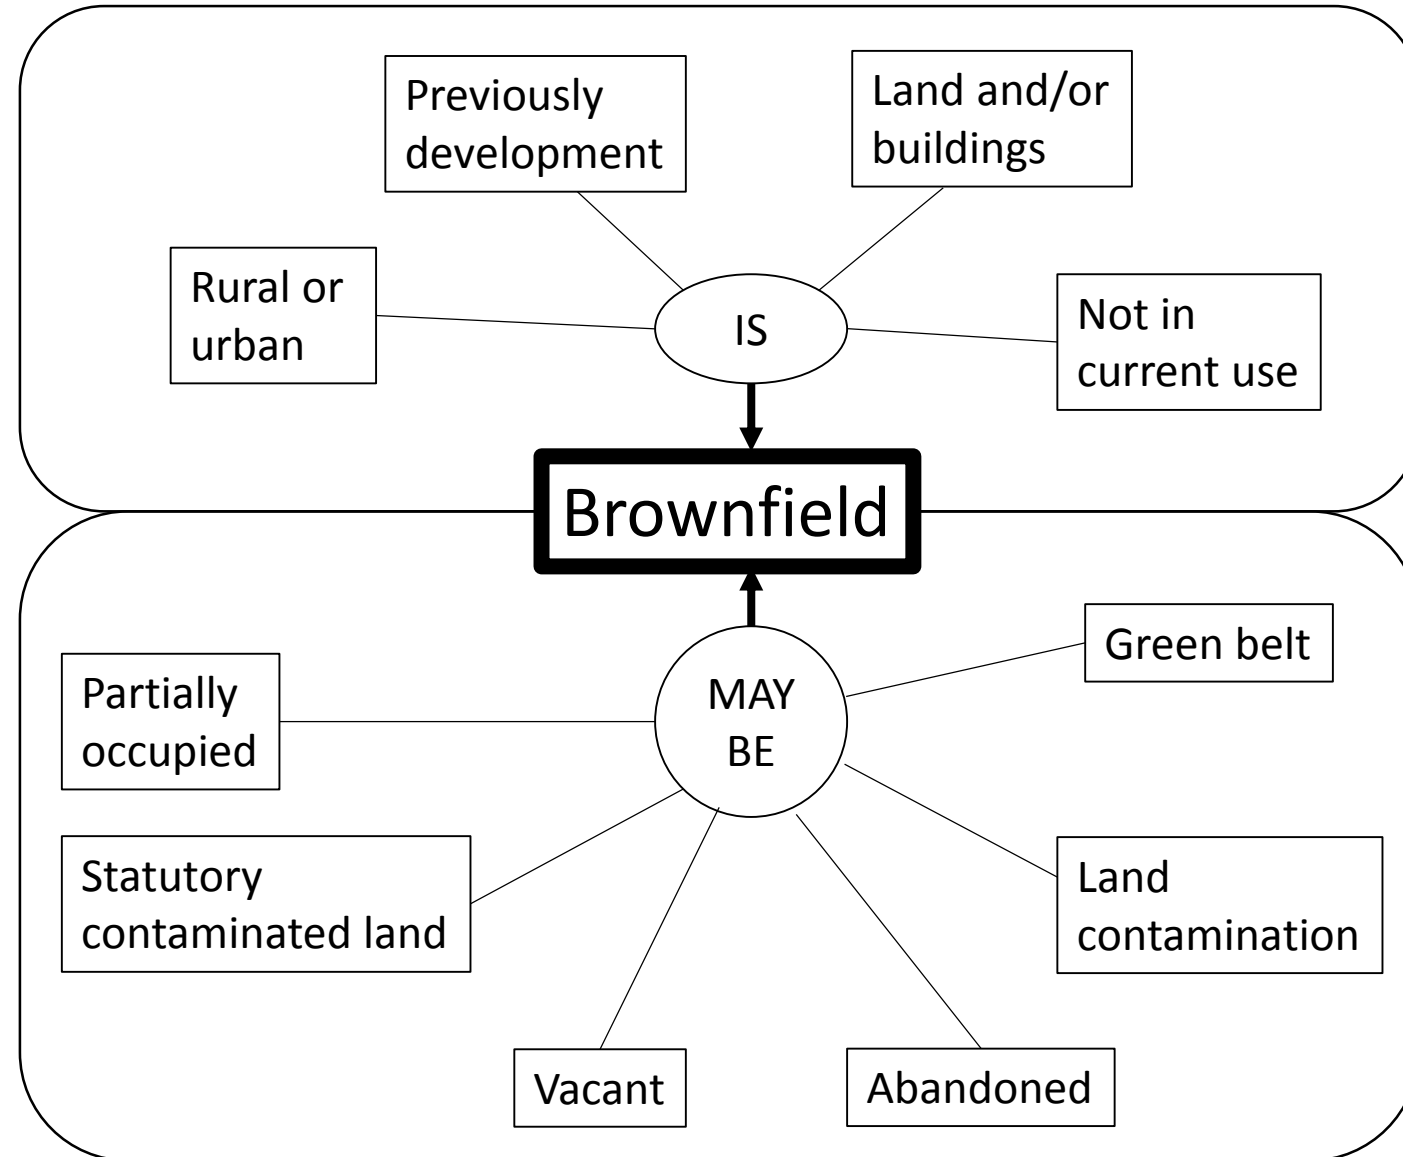 Previously
development
Land and/or
buildings
Rural or
urban
IS
Not in
current use
Brownfield
Green belt
Partially
occupied
MAY
BE
Statutory
contaminated land
Land
contamination
Vacant
Abandoned